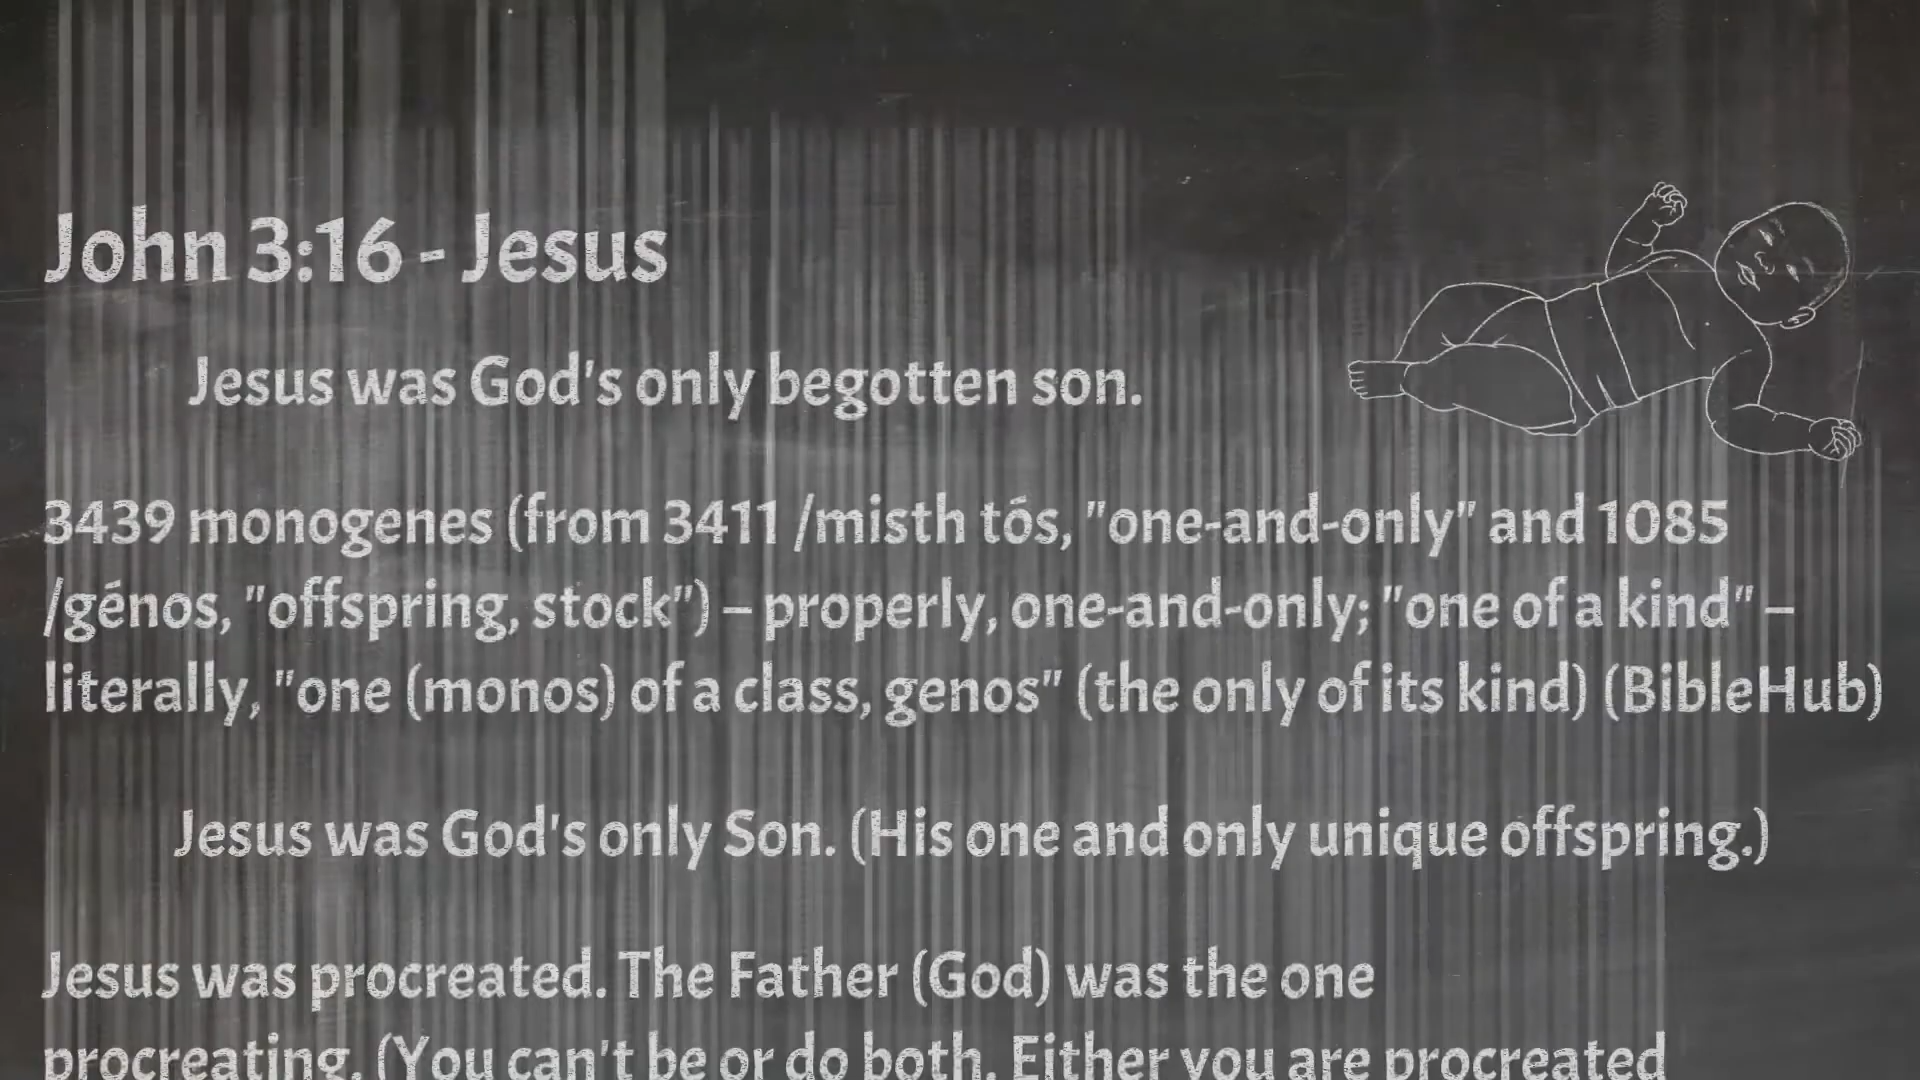 John 3:16 - Jesus
Jesus was God's only begotten son.
3439 monogenes (from 3411 /misth tós, "one-and-only" and 1085
/génos, "offspring, stock") – properly, one-and-only; "one of a kind" –
literally, "one (monos) of a class, genos" (the only of its kind) (BibleHub)
Jesus was God's only Son. (His one and only unique offspring.)
Jesus was procreated. The Father (God) was the one
procreating. (You can't be or do both. Either you are procreated